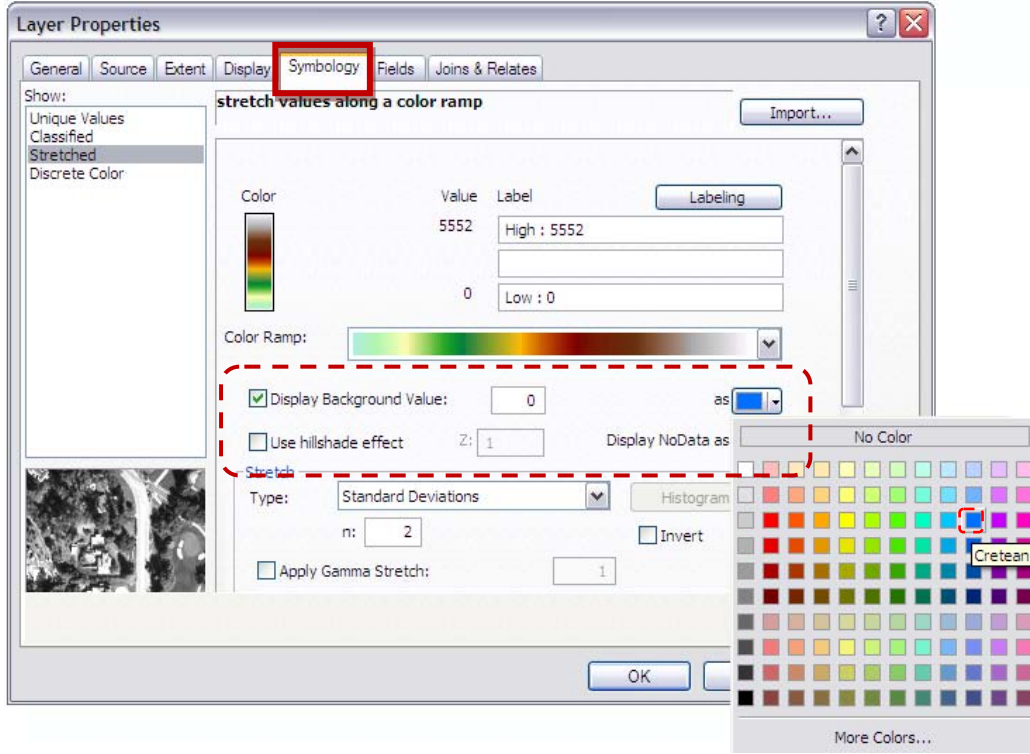 Layer Properties
General Source Extent Display Symbology Fields Joins & Relates
Show:
Unique Values
Classified
Stretched
Discrete Color
stretch values along a color ramp
Import...
Color Value Label Labeling
5552 High : 5552
0 Low : 0
Color Ramp:
Display Background Value: 0 as
Use hillshade effect Z: 1 Display NoData as
Stretch
Type: Standard Deviations Histogram
n: 2 Invert
Apply Gamma Stretch: 1
OK
No Color
Cretean
More Colors...